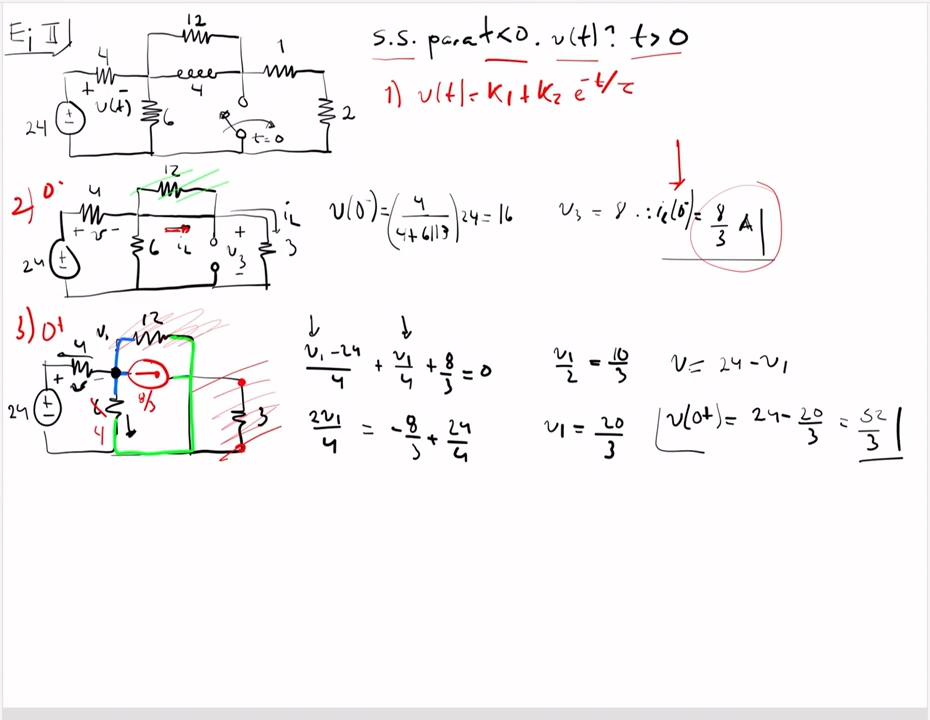 Ej II
12
4
4
1
+ v(t) -
24
6
2
t=0
s.s. para t<0. v(t)? t>0
1) v(t) = K1 + K2 e^-t/τ
2) 0-
12
4
+ v -
24
6
iL
+
v3
-
iL
3
v(0-) = (4/(4+6||3)) 24 = 16
v3 = 8 ∴ iL(0-) = 8/3 A
3) 0+
v1
12
4
+ v -
24
8/3
6
4
3
(v1-24)/4 + v1/4 + 8/3 = 0
v1/2 = 10/3
v = 24 - v1
2v1/4 = -8/3 + 24/4
v1 = 20/3
v(0+) = 24 - 20/3 = 52/3